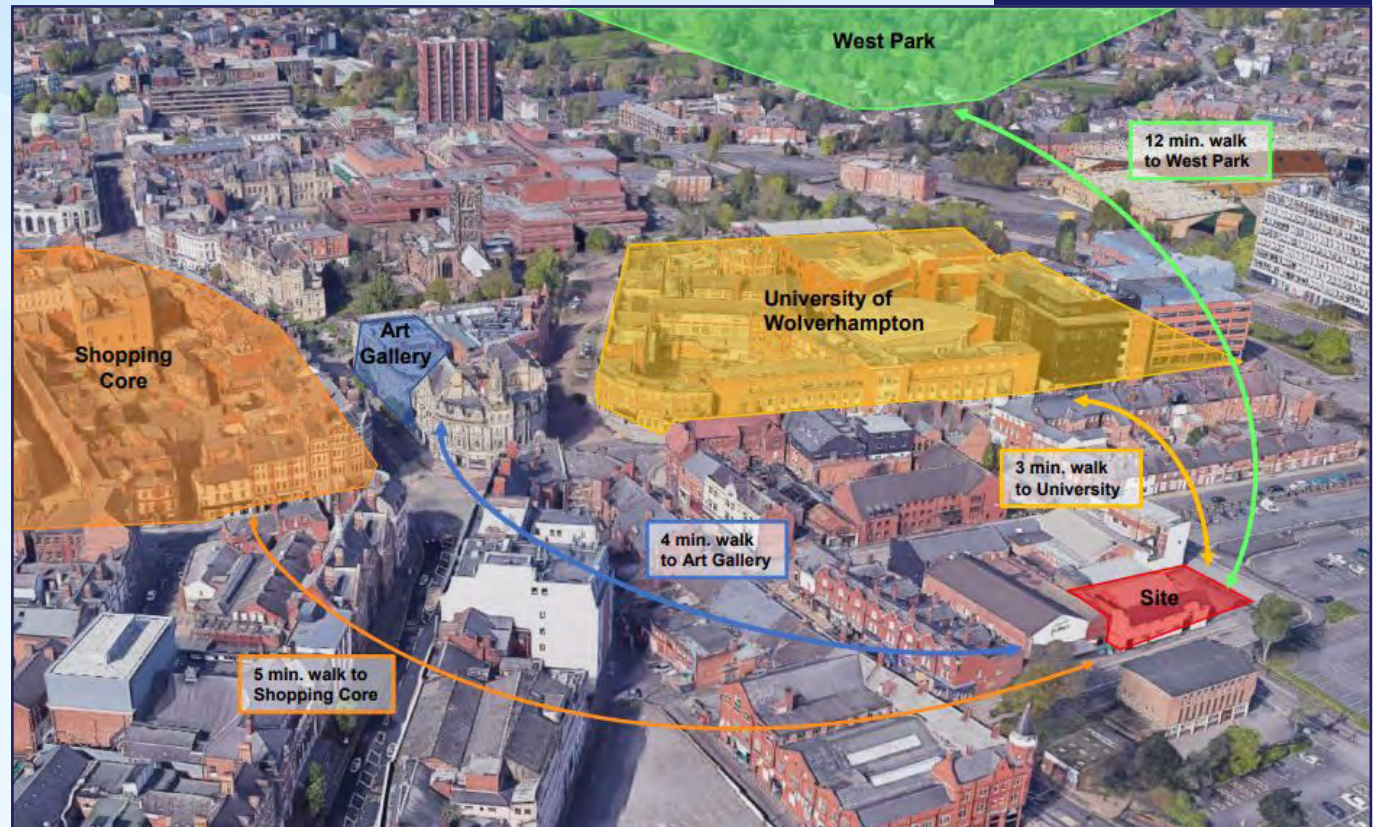 West Park
12 min. walk
to West Park
University of
Wolverhampton
Art
Gallery
Shopping
Core
3 min. walk
to University
4 min. walk
to Art Gallery
Site
5 min. walk to
Shopping Core